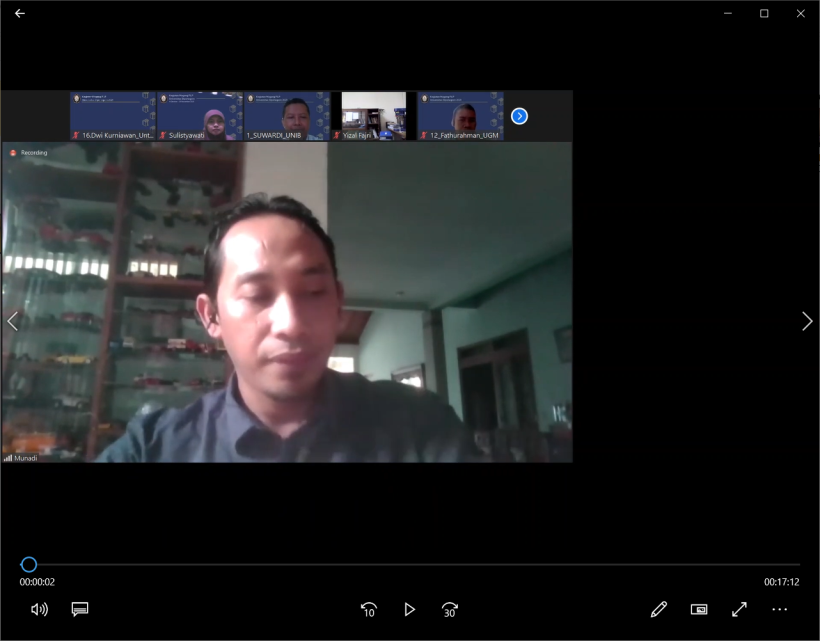 16.Dwi Kurniawan_Unt...
Sulistyawati
1_SUWARDI_UNIB
Yizal Fajri
12_Fathurahman_UGM
Recording
Munadi
00:00:02
00:17:12
10
30